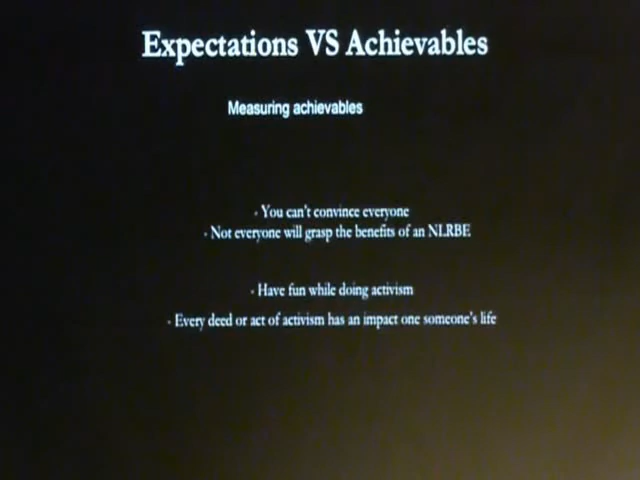 Expectations VS Achievables
Measuring achievables
· You can't convince everyone
· Not everyone will grasp the benefits of an NLRBE
· Have fun while doing activism
· Every deed or act of activism has an impact one someone's life